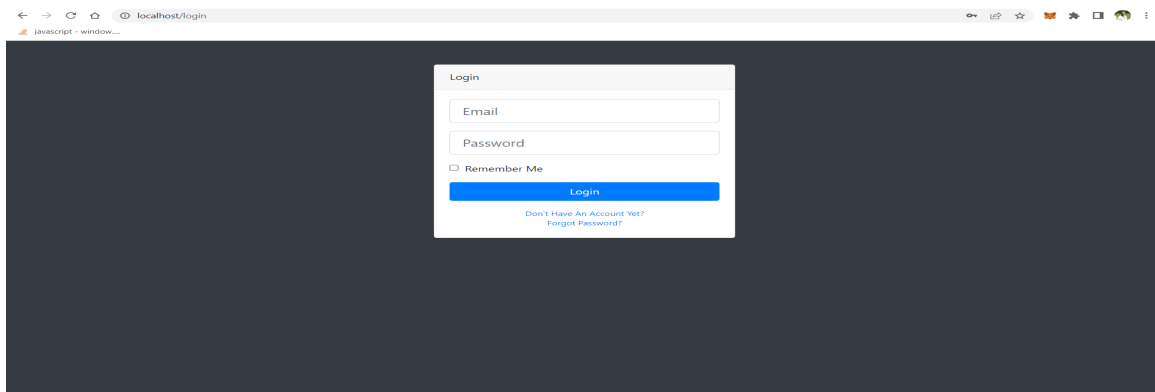 localhost/login
javascript - window....
Login
Email
Password
Remember Me
Login
Don't Have An Account Yet?
Forgot Password?